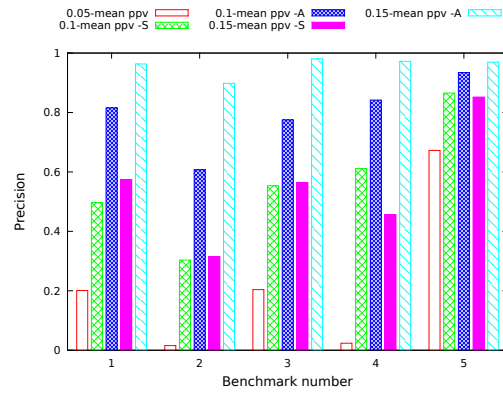 0.05-mean ppv 0.1-mean ppv -A 0.15-mean ppv -A
0.1-mean ppv -S 0.15-mean ppv -S
1
0.8
0.6
0.4
0.2
0
Precision
1 2 3 4 5
Benchmark number